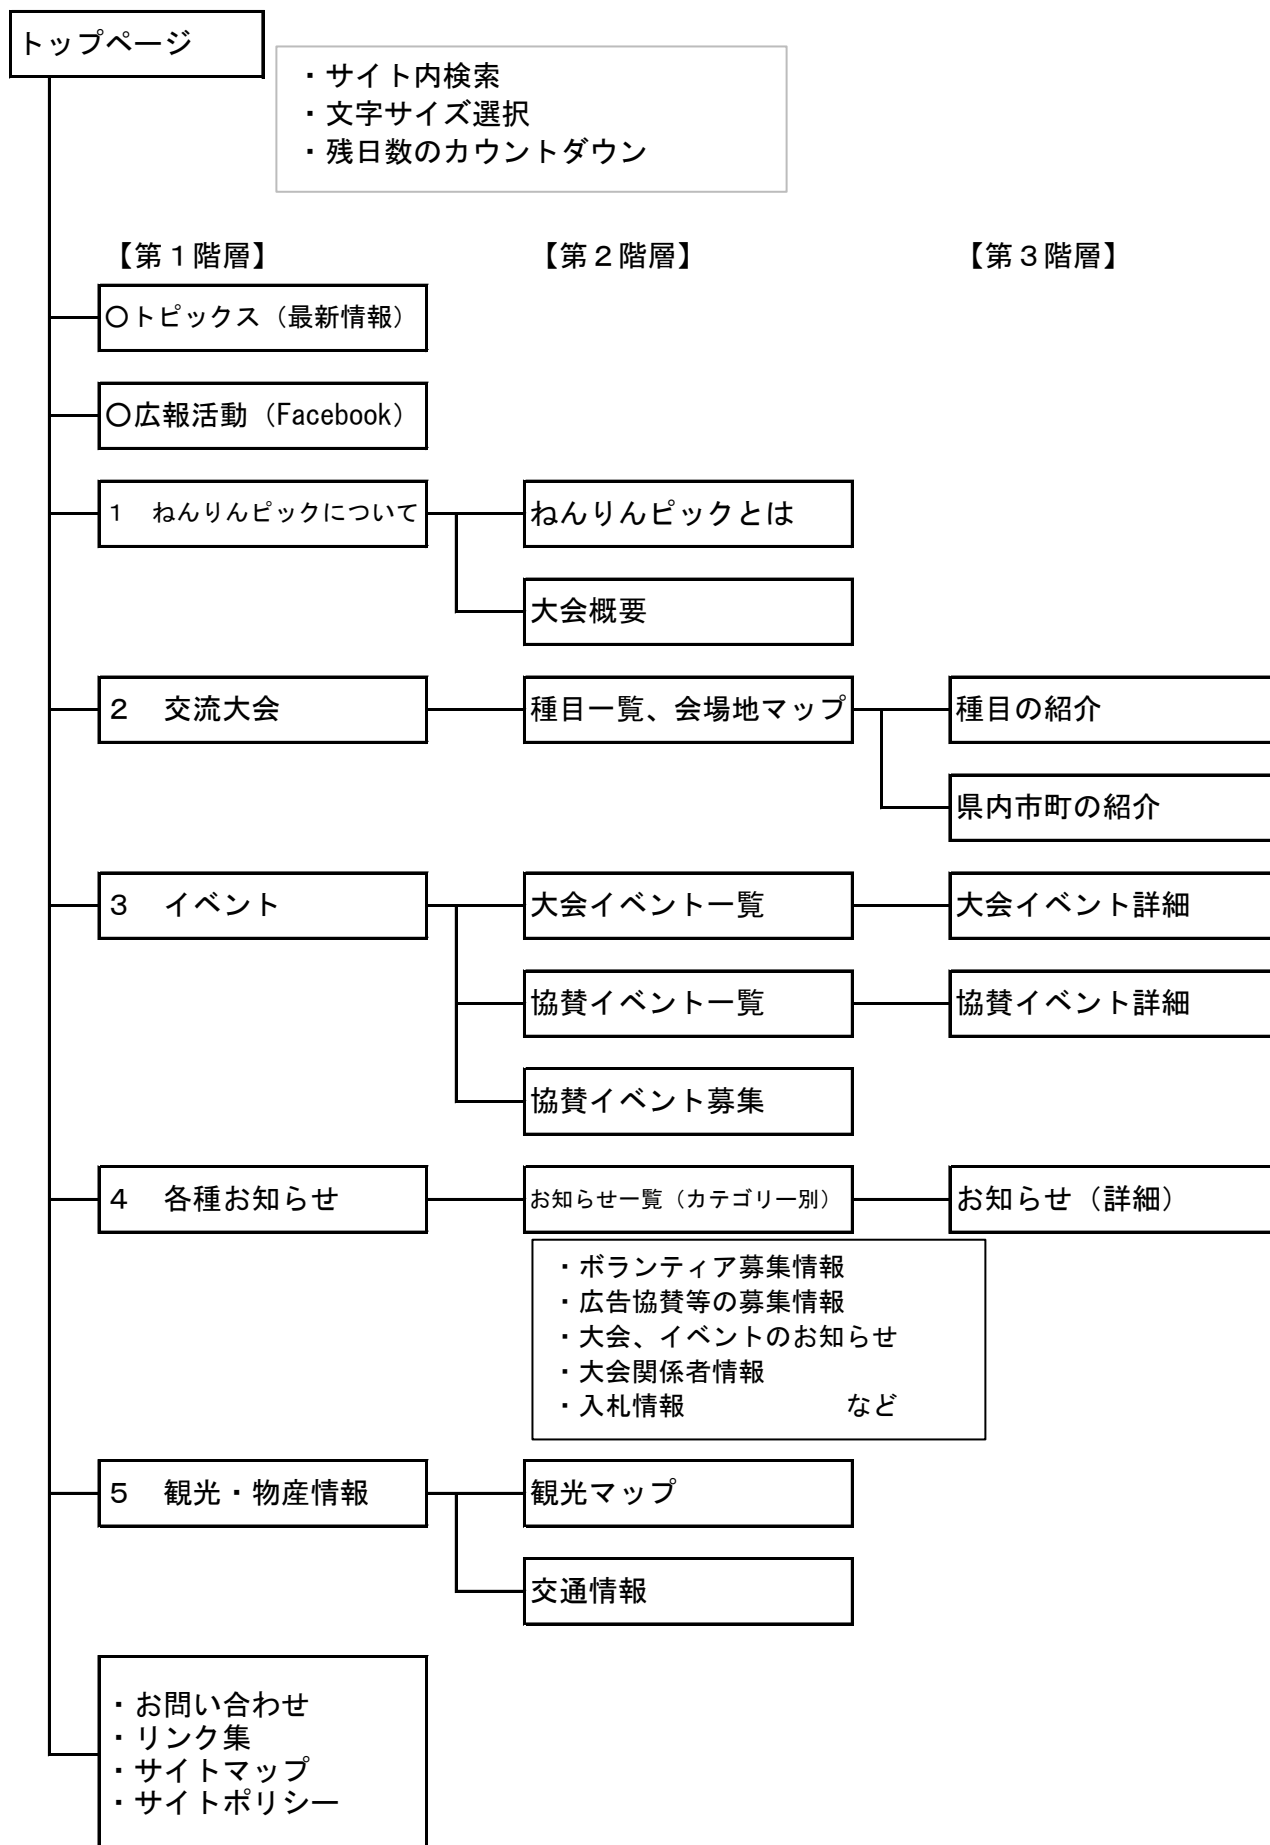 トップページ
・サイト内検索
・文字サイズ選択
・残日数のカウントダウン
【第１階層】 【第２階層】 【第３階層】
〇トピックス（最新情報）
〇広報活動（Facebook）
１　ねんりんピックについて ねんりんピックとは
大会概要
２　交流大会 種目一覧、会場地マップ 種目の紹介
県内市町の紹介
３　イベント 大会イベント一覧 大会イベント詳細
協賛イベント一覧 協賛イベント詳細
協賛イベント募集
４　各種お知らせ お知らせ一覧（カテゴリー別） お知らせ（詳細）
・ボランティア募集情報
・広告協賛等の募集情報
・大会、イベントのお知らせ
・大会関係者情報
・入札情報　　　　　　など
５　観光・物産情報 観光マップ
交通情報
・お問い合わせ
・リンク集
・サイトマップ
・サイトポリシー